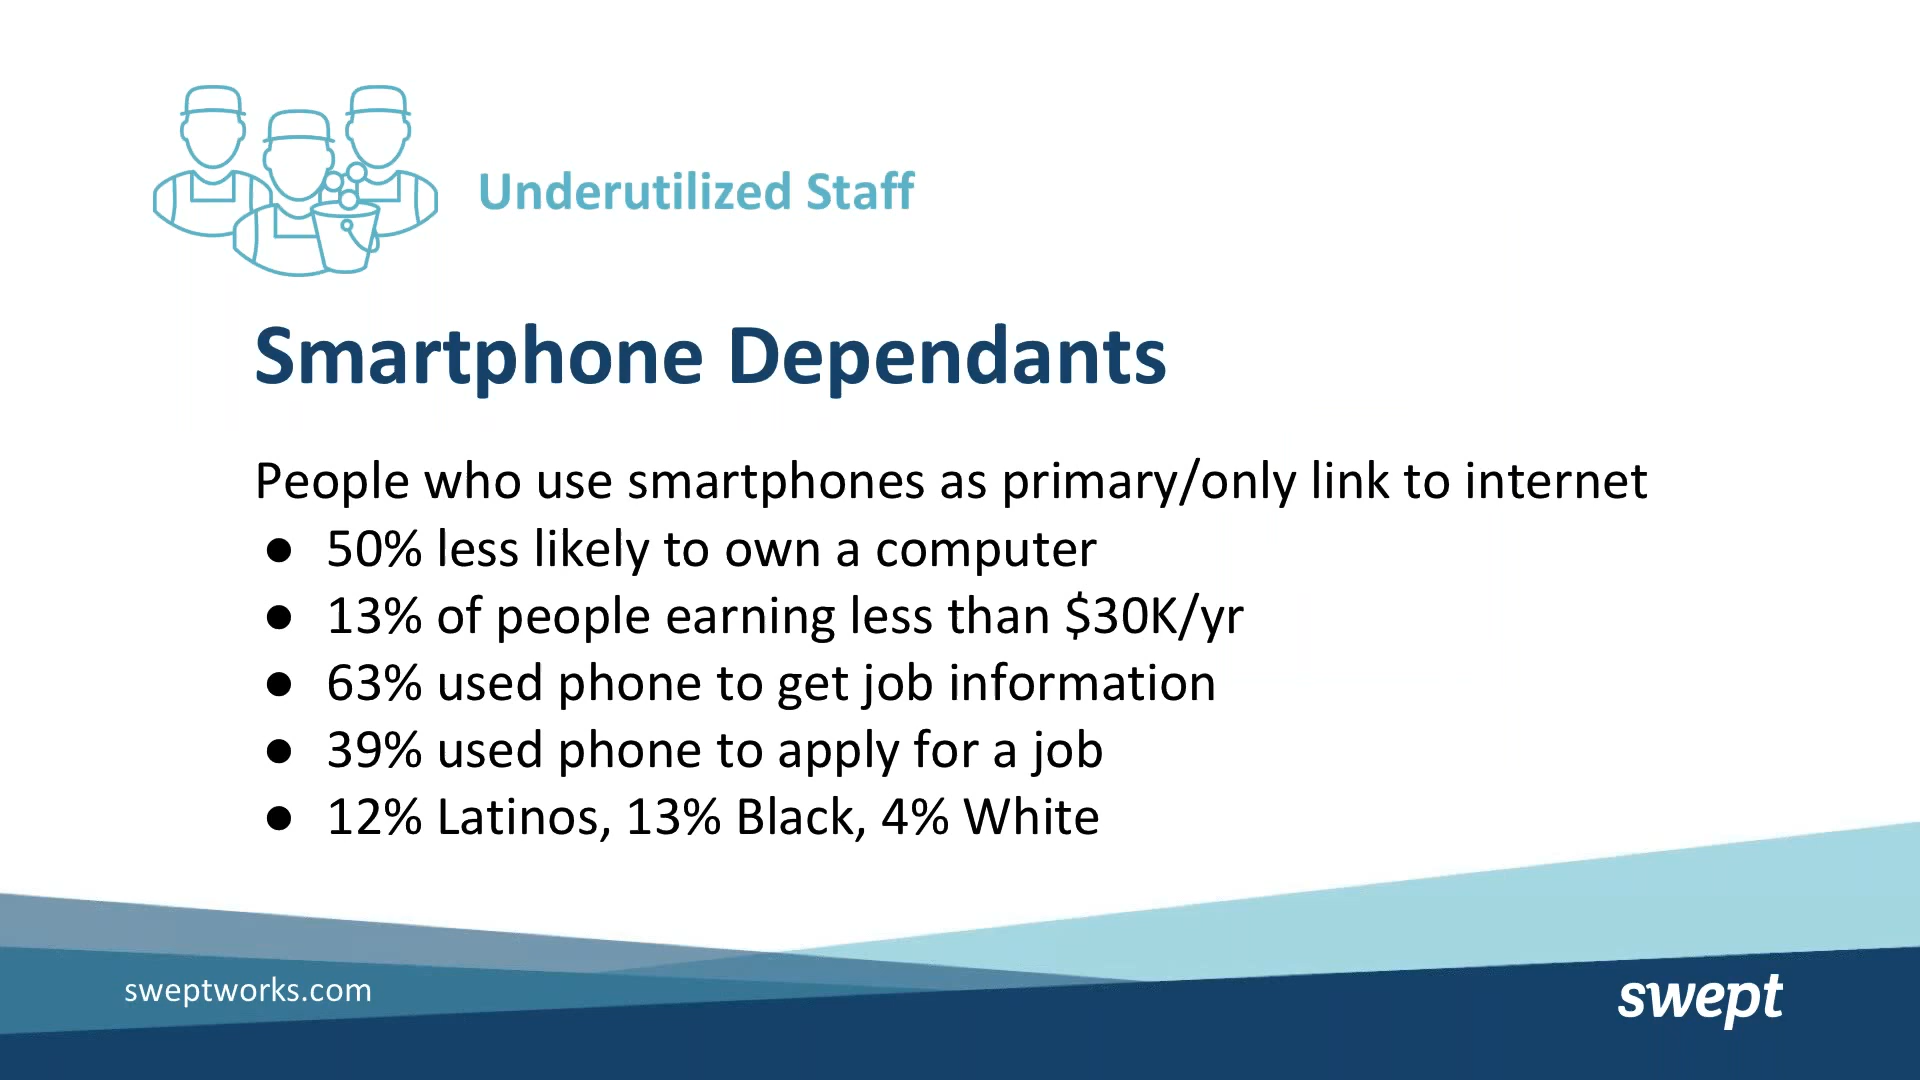 Underutilized Staff
Smartphone Dependants
People who use smartphones as primary/only link to internet
● 50% less likely to own a computer
● 13% of people earning less than $30K/yr
● 63% used phone to get job information
● 39% used phone to apply for a job
● 12% Latinos, 13% Black, 4% White
sweptworks.com
swept